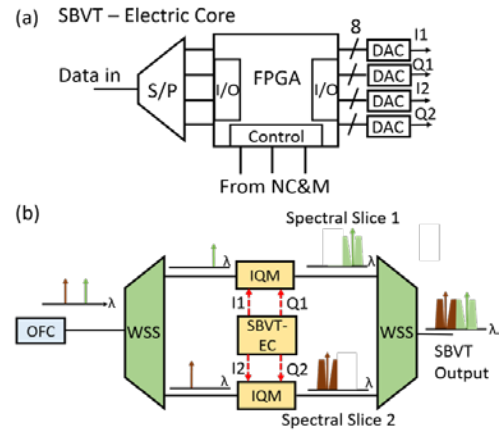 (a) SBVT – Electric Core
Data in
S/P
I/O
FPGA
I/O
Control
From NC&M
8
DAC
I1
DAC
Q1
DAC
I2
DAC
Q2
(b)
Spectral Slice 1
λ
λ
λ
OFC
WSS
IQM
I1
Q1
SBVT-
EC
I2
Q2
IQM
WSS
λ
SBVT
Output
λ
λ
Spectral Slice 2